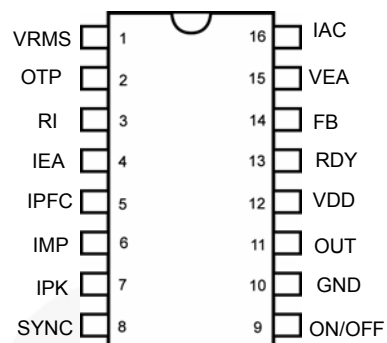 VRMS 1 16 IAC
OTP 2 15 VEA
RI 3 14 FB
IEA 4 13 RDY
IPFC 5 12 VDD
IMP 6 11 OUT
IPK 7 10 GND
SYNC 8 9 ON/OFF